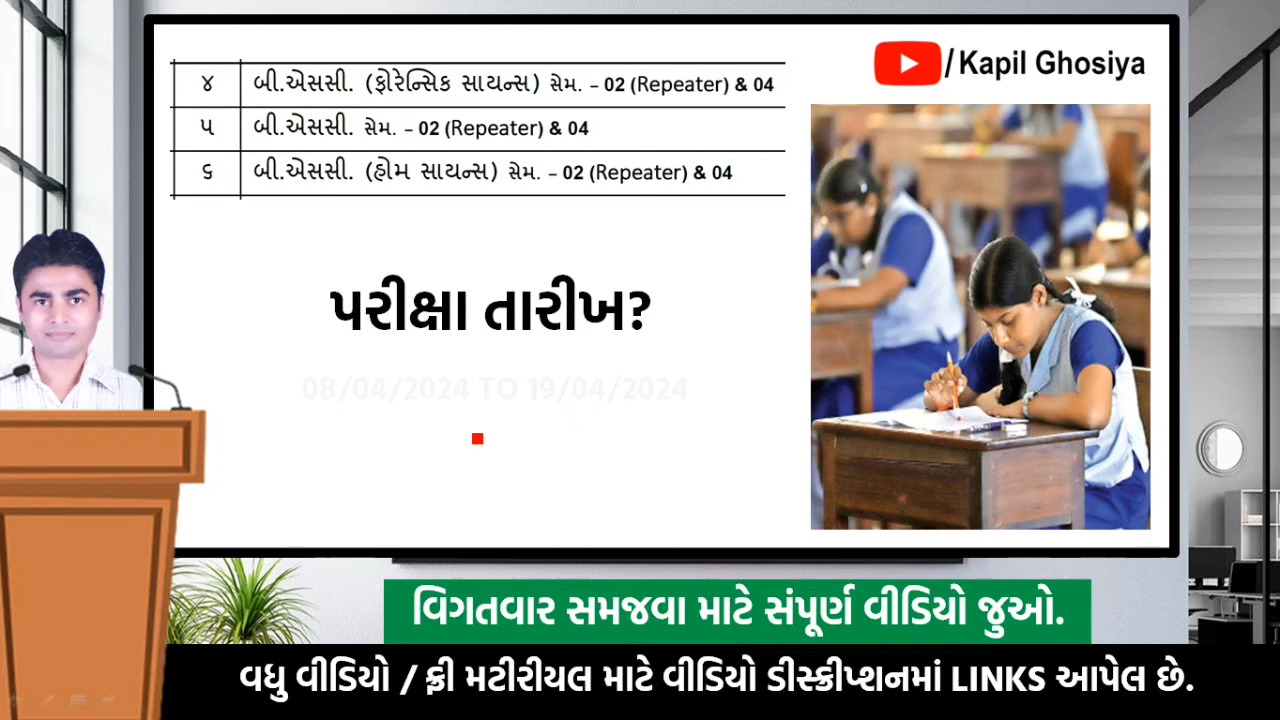 /Kapil Ghosiya
૪ બી.એસસી. (ફોરેન્સિક સાયન્સ) સેમ. – 02 (Repeater) & 04
૫ બી.એસસી. સેમ. – 02 (Repeater) & 04
૬ બી.એસસી. (હોમ સાયન્સ) સેમ. – 02 (Repeater) & 04
પરીક્ષા તારીખ?
08/04/2024 TO 19/04/2024
વિગતવાર સમજવા માટે સંપૂર્ણ વીડિયો જુઓ.
વધુ વીડિયો / ફ્રી મટીરીયલ માટે વીડિયો ડીસ્ક્રીપ્શનમાં LINKS આપેલ છે.